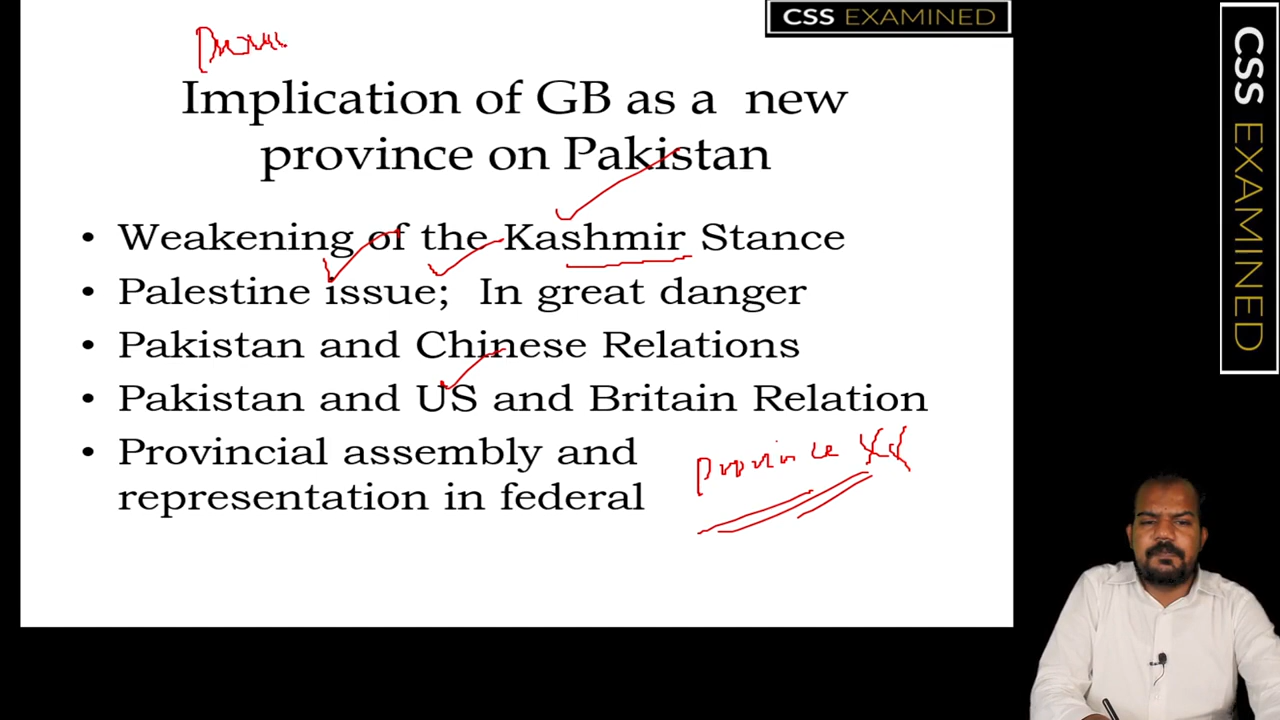 CSS EXAMINED
CSS EXAMINED
Implication of GB as a new
province on Pakistan
• Weakening of the Kashmir Stance
• Palestine issue; In great danger
• Pakistan and Chinese Relations
• Pakistan and US and Britain Relation
• Provincial assembly and
representation in federal
province